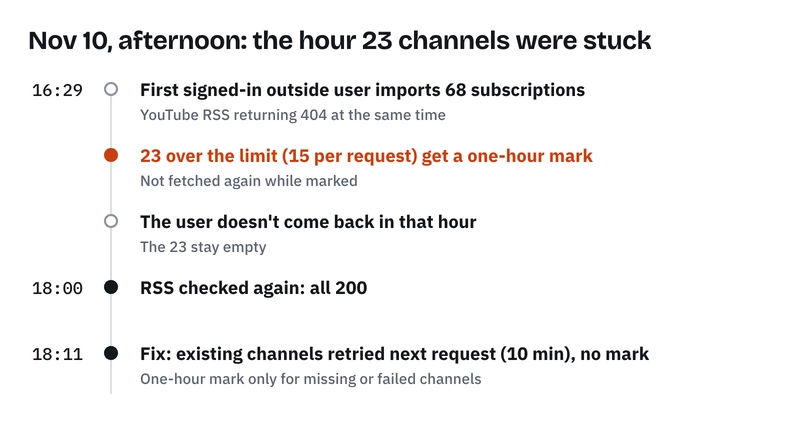 Nov 10, afternoon: the hour 23 channels were stuck
16:29 First signed-in outside user imports 68 subscriptions
YouTube RSS returning 404 at the same time
23 over the limit (15 per request) get a one-hour mark
Not fetched again while marked
The user doesn't come back in that hour
The 23 stay empty
18:00 RSS checked again: all 200
18:11 Fix: existing channels retried next request (10 min), no mark
One-hour mark only for missing or failed channels